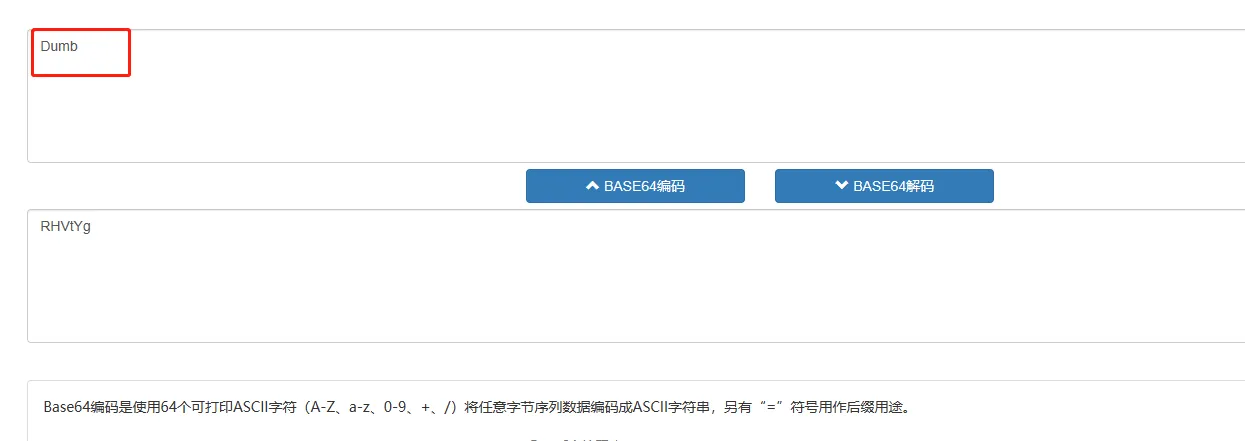 Dumb
BASE64编码
BASE64解码
RHVtYg
Base64编码是使用64个可打印ASCII字符（A-Z、a-z、0-9、+、/）将任意字节序列数据编码成ASCII字符串，另有“=”符号用作后缀用途。